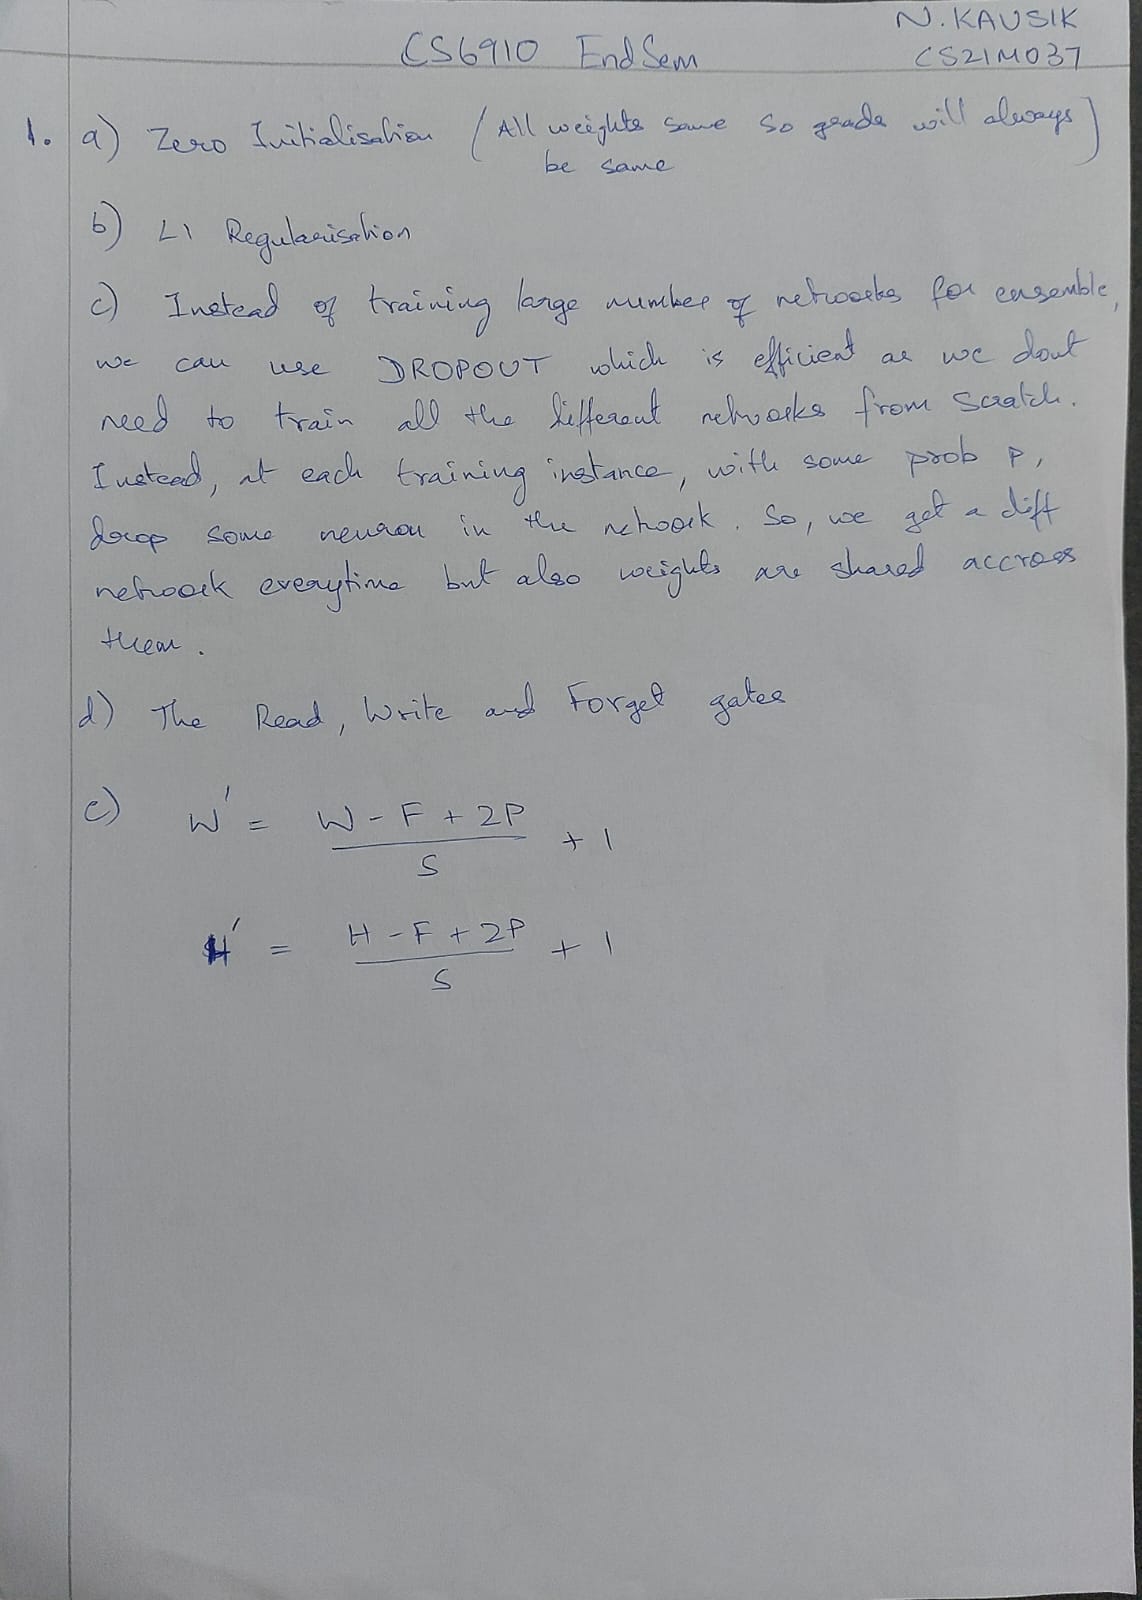 N. KAUSIK
CS6910 End Sem
CS21M037
1. a) Zero Initialisation (All weights same so grads will always
be same)
b) L1 Regularisation
c) Instead of training large number of networks for ensemble,
we can use DROPOUT which is efficient as we dont
need to train all the different networks from scratch.
Instead, at each training instance, with some prob p,
drop some neuron in the network. So, we get a diff
network everytime but also weights are shared accross
them.
d) The Read, Write and Forget gates
e) W' = (W - F + 2P)/S + 1
H' = (H - F + 2P)/S + 1